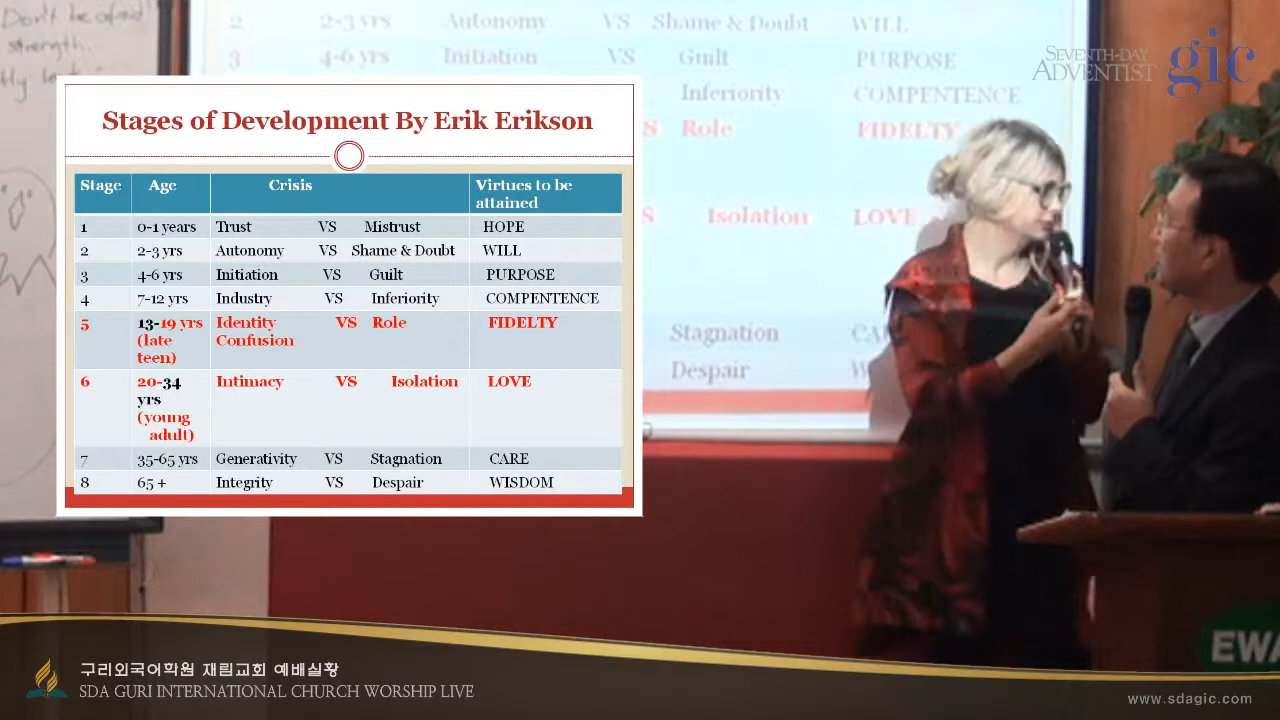 Don't be afraid
strength.
2 2-3 yrs Autonomy VS Shame & Doubt WILL
3 4-6 yrs Initiation VS Guilt PURPOSE
Inferiority COMPENTENCE
S Role FIDELTY
S Isolation LOVE
Stagnation CA
Despair W
SEVENTH-DAY
ADVENTIST gic
Stages of Development By Erik Erikson
Stage Age Crisis Virtues to be
attained
1 0-1 years Trust VS Mistrust HOPE
2 2-3 yrs Autonomy VS Shame & Doubt WILL
3 4-6 yrs Initiation VS Guilt PURPOSE
4 7-12 yrs Industry VS Inferiority COMPENTENCE
5 13-19 yrs Identity VS Role FIDELTY
(late Confusion
teen)
6 20-34 Intimacy VS Isolation LOVE
yrs
(young
adult)
7 35-65 yrs Generativity VS Stagnation CARE
8 65 + Integrity VS Despair WISDOM
EWA
구리외국어학원 재림교회 예배실황
SDA GURI INTERNATIONAL CHURCH WORSHIP LIVE
www.sdagic.com